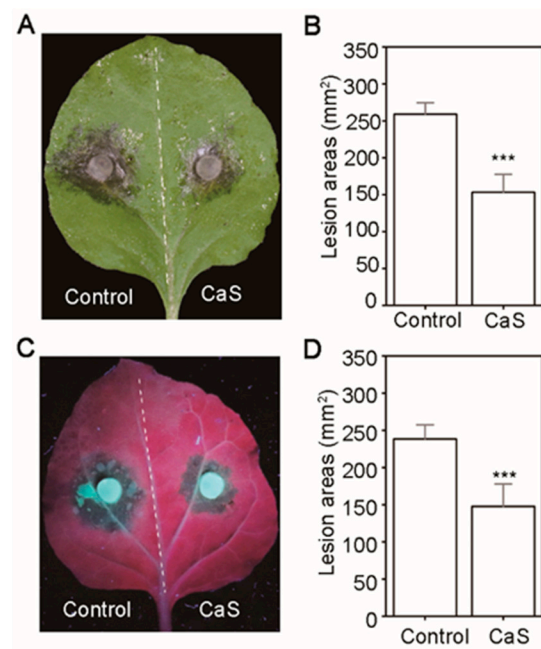 A
Control
CaS
B
Lesion areas (mm²)
350
300
250
200
150
100
50
0
***
Control
CaS
C
Control
CaS
D
Lesion areas (mm²)
350
300
250
200
150
100
50
0
***
Control
CaS